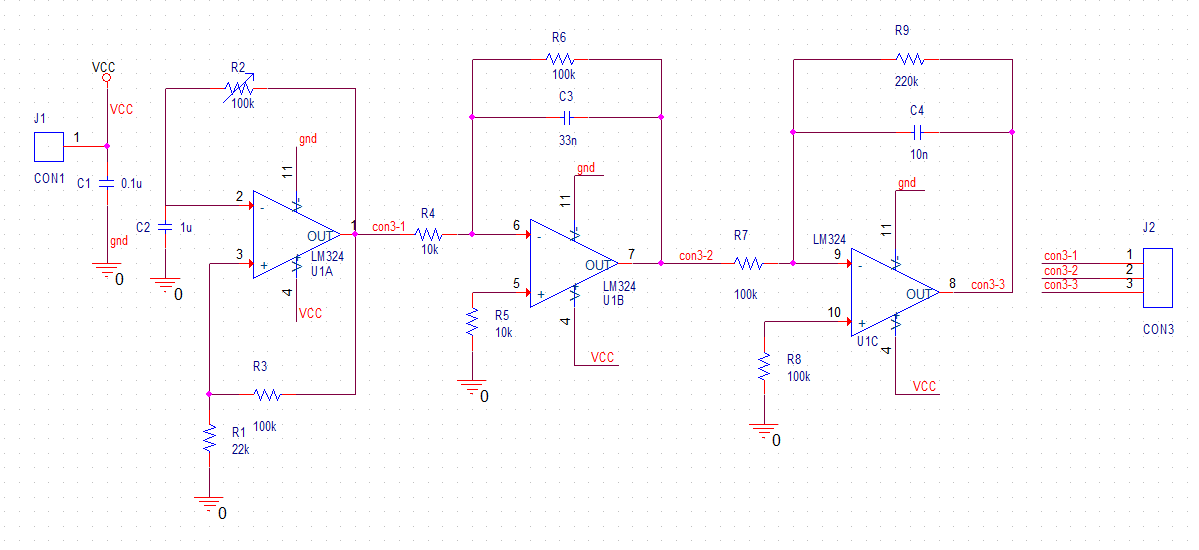 VCC
VCC
J1
1
CON1
C1
0.1u
gnd
0
R2
100k
gnd
11
V-
2
-
C2
1u
0
3
+
OUT
1
LM324
U1A
V+
4
VCC
R3
100k
R1
22k
0
con3-1
R4
10k
R6
100k
C3
33n
gnd
11
V-
6
-
5
+
OUT
7
LM324
U1B
V+
4
VCC
R5
10k
0
con3-2
R7
100k
R9
220k
C4
10n
gnd
11
V-
LM324
9
-
10
+
OUT
8
con3-3
U1C
V+
4
VCC
R8
100k
0
J2
con3-1
1
con3-2
2
con3-3
3
CON3